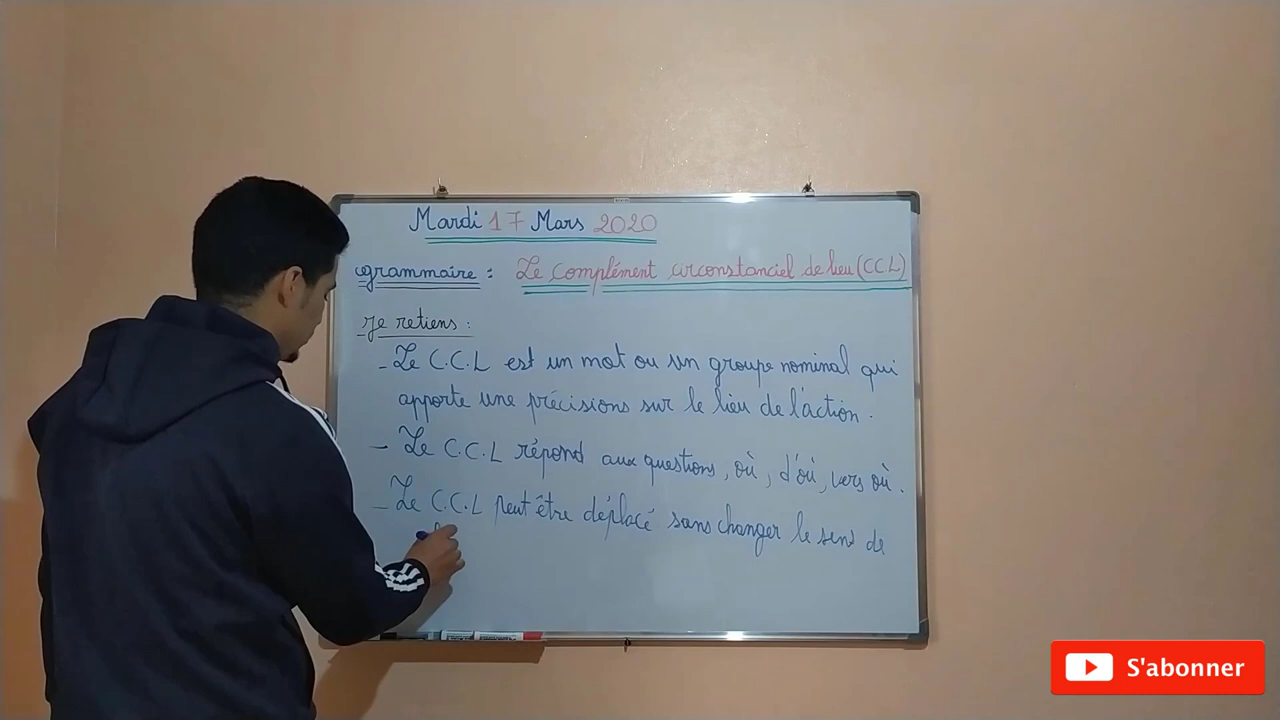 Mardi 17 Mars 2020
grammaire : Le complément circonstanciel de lieu (CCL)
Je retiens :
- Le C.C.L est un mot ou un groupe nominal qui
apporte une précisions sur le lieu de l'action.
- Le C.C.L répond aux questions, où, d'où, vers où.
- Le C.C.L peut être déplacé sans changer le sens de
S'abonner